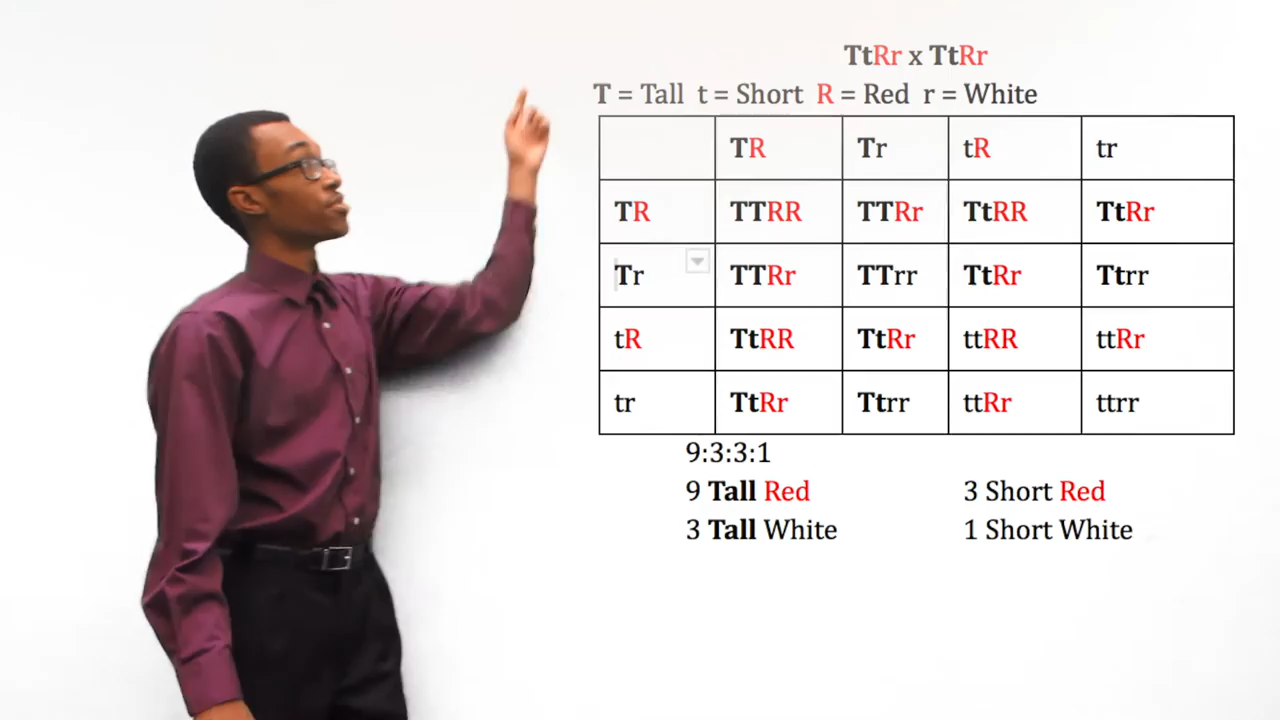 TtRr x TtRr
T = Tall t = Short R = Red r = White
TR Tr tR tr
TR TTRR TTRr TtRR TtRr
Tr TTRr TTrr TtRr Ttrr
tR TtRR TtRr ttRR ttRr
tr TtRr Ttrr ttRr ttrr
9:3:3:1
9 Tall Red 3 Short Red
3 Tall White 1 Short White